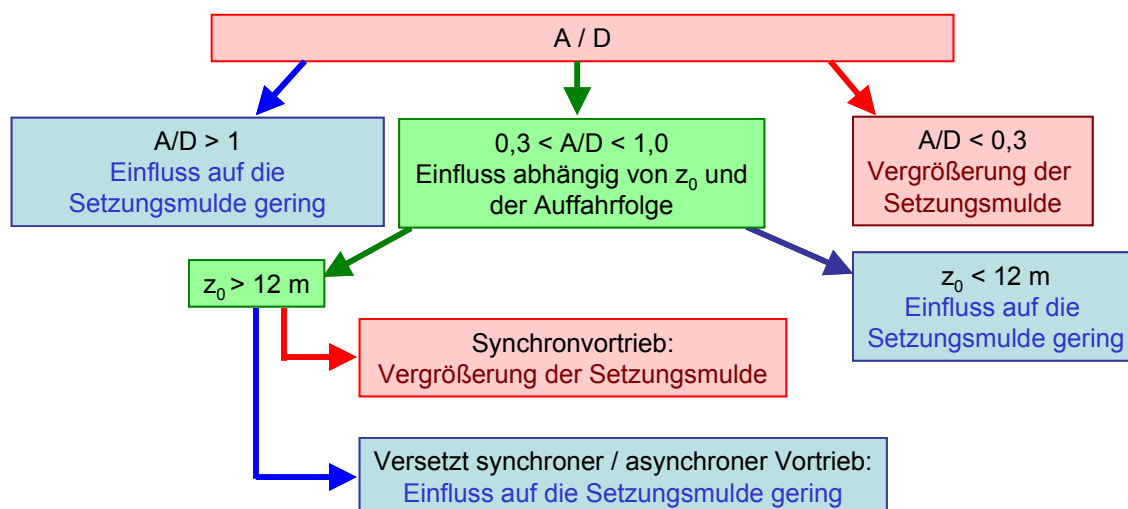 A / D
A/D > 1
Einfluss auf die
Setzungsmulde gering
0,3 < A/D < 1,0
Einfluss abhängig von z₀ und
der Auffahrfolge
A/D < 0,3
Vergrößerung der
Setzungsmulde
z₀ > 12 m
z₀ < 12 m
Einfluss auf die
Setzungsmulde gering
Synchronvortrieb:
Vergrößerung der Setzungsmulde
Versetzt synchroner / asynchroner Vortrieb:
Einfluss auf die Setzungsmulde gering